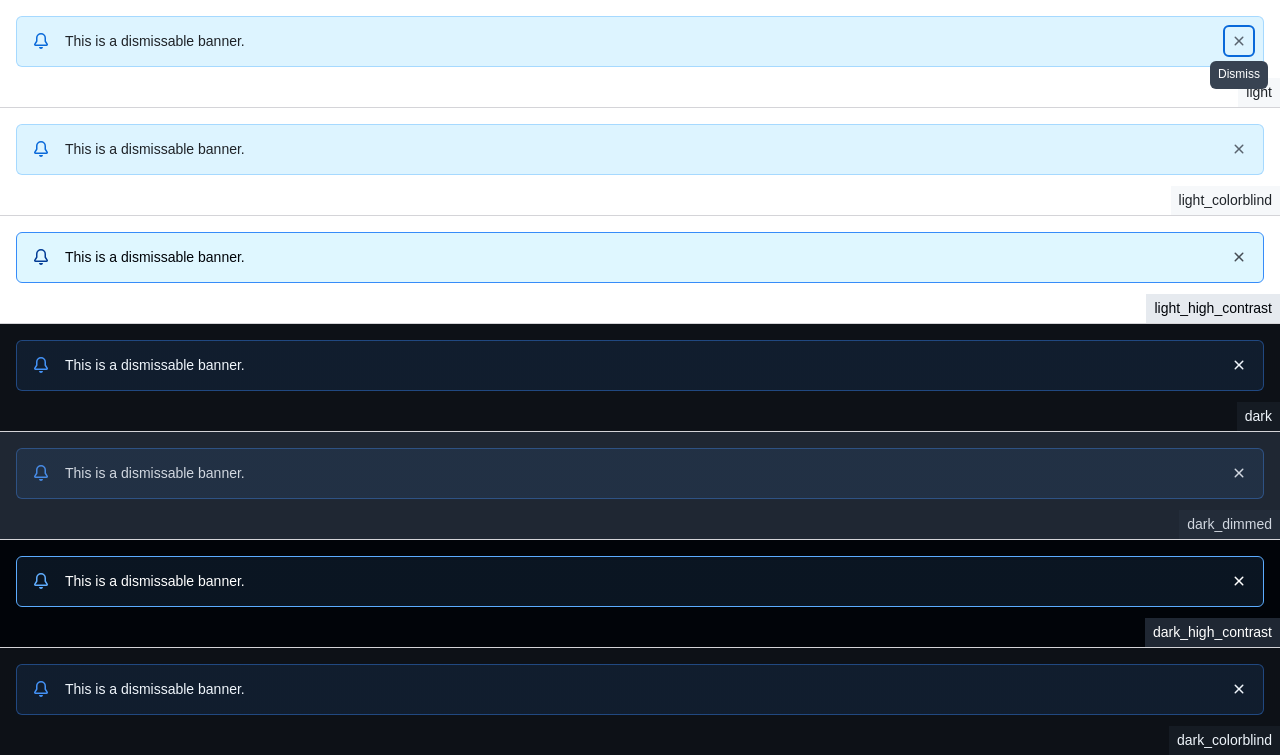 This is a dismissable banner.
Dismiss
light
This is a dismissable banner.
light_colorblind
This is a dismissable banner.
light_high_contrast
This is a dismissable banner.
dark
This is a dismissable banner.
dark_dimmed
This is a dismissable banner.
dark_high_contrast
This is a dismissable banner.
dark_colorblind